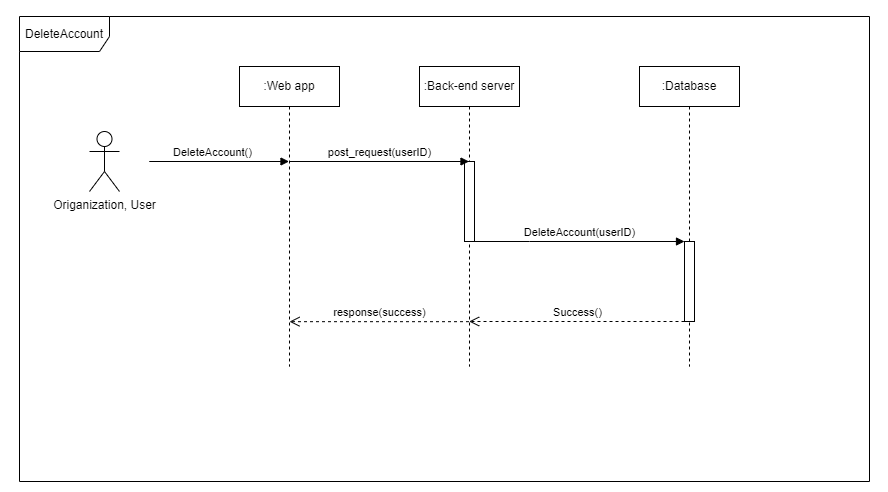 DeleteAccount
:Web app
:Back-end server
:Database
DeleteAccount()
post_request(userID)
Origanization, User
DeleteAccount(userID)
response(success)
Success()